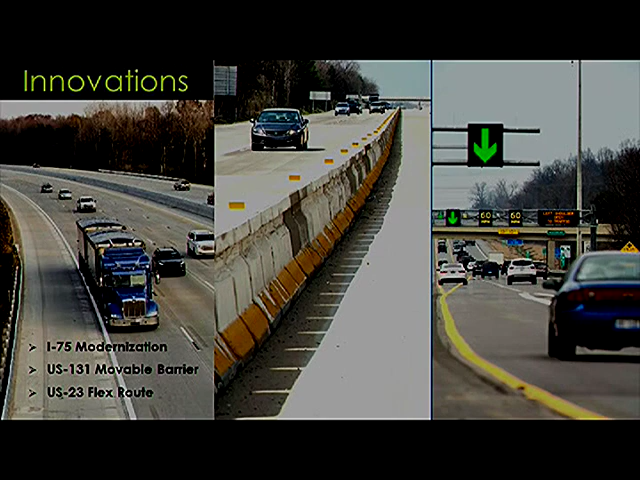 Innovations
I-75 Modernization
US-131 Movable Barrier
US-23 Flex Route
60 60